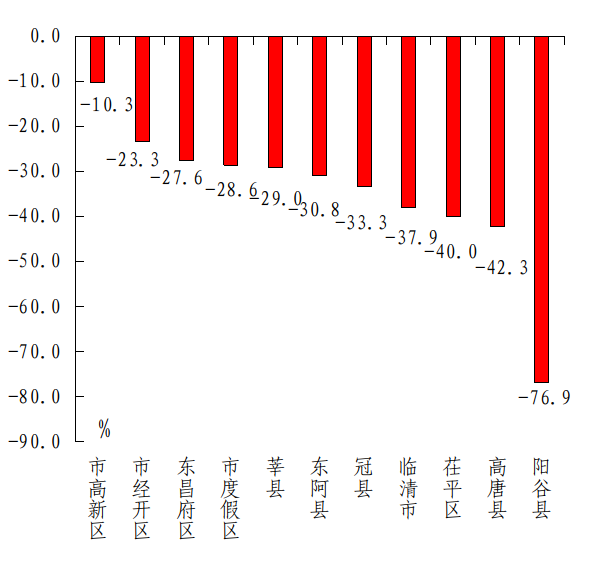 0.0
-10.0
-20.0
-30.0
-40.0
-50.0
-60.0
-70.0
-80.0
-90.0
%
-10.3
-23.3
-27.6
-28.6
-29.0
-30.8
-33.3
-37.9
-40.0
-42.3
-76.9
市高新区
市经开区
东昌府区
市度假区
莘县
东阿县
冠县
临清市
茌平区
高唐县
阳谷县